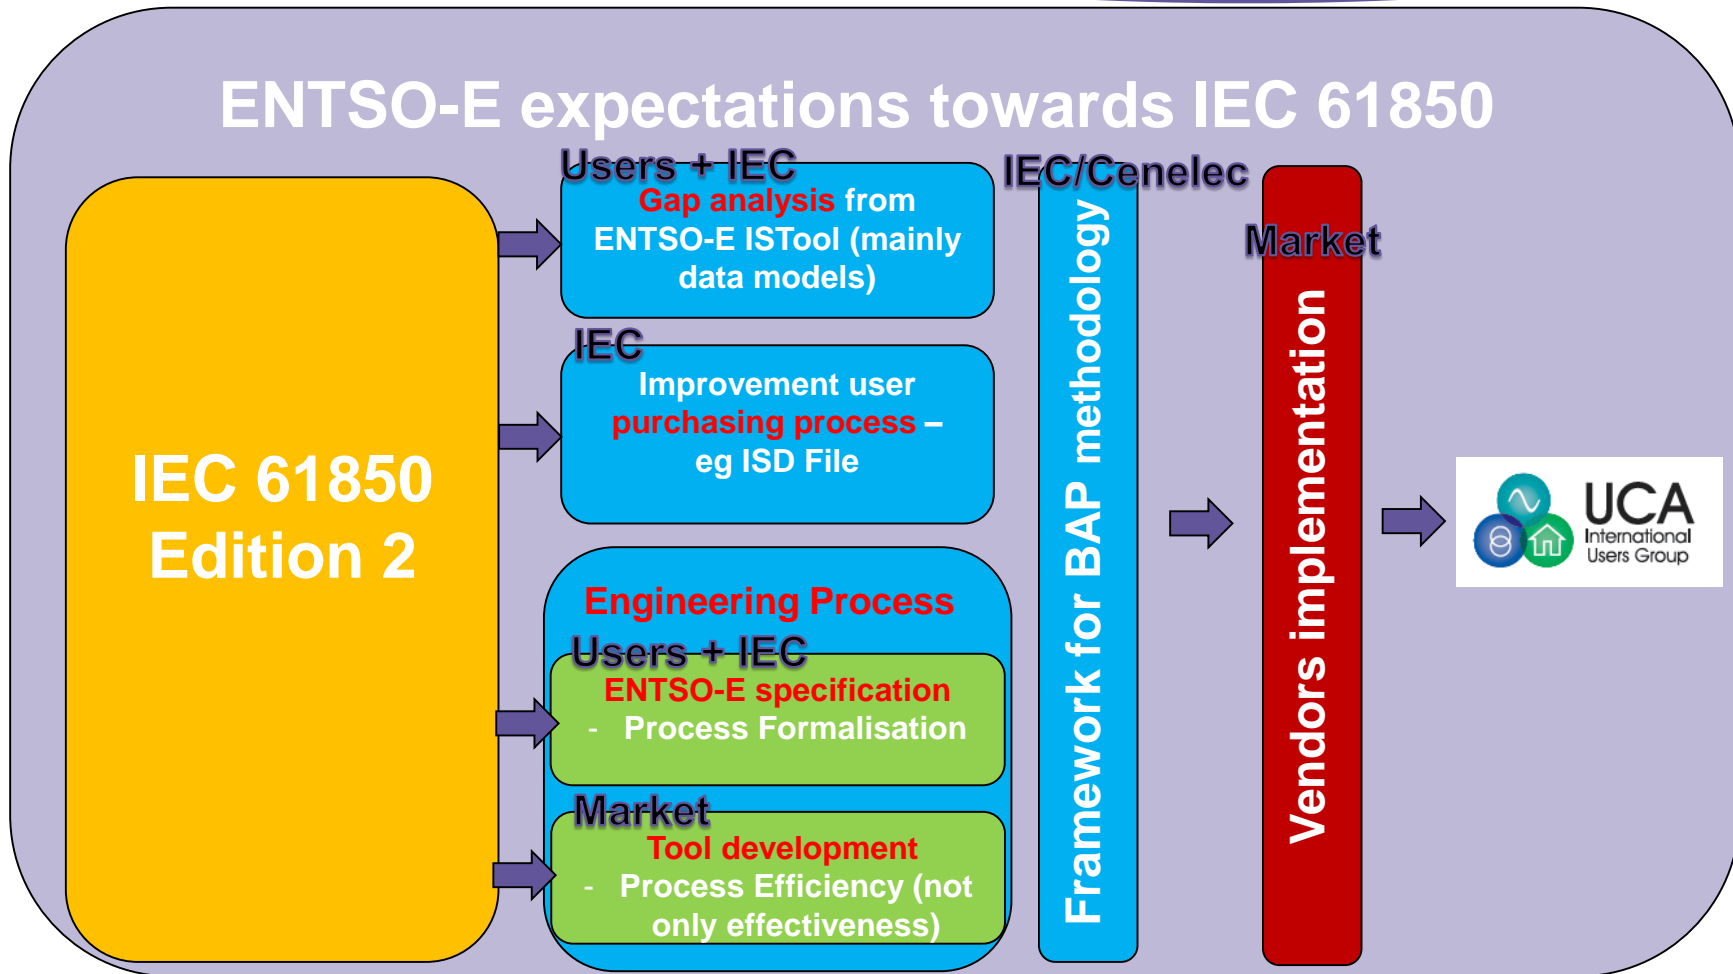 ENTSO-E expectations towards IEC 61850
IEC 61850
Edition 2
Users + IEC
Gap analysis from
ENTSO-E ISTool (mainly
data models)
IEC
Improvement user
purchasing process –
eg ISD File
Engineering Process
Users + IEC
ENTSO-E specification
- Process Formalisation
Market
Tool development
- Process Efficiency (not
only effectiveness)
IEC/Cenelec
Framework for BAP methodology
Market
Vendors implementation
UCA
International
Users Group